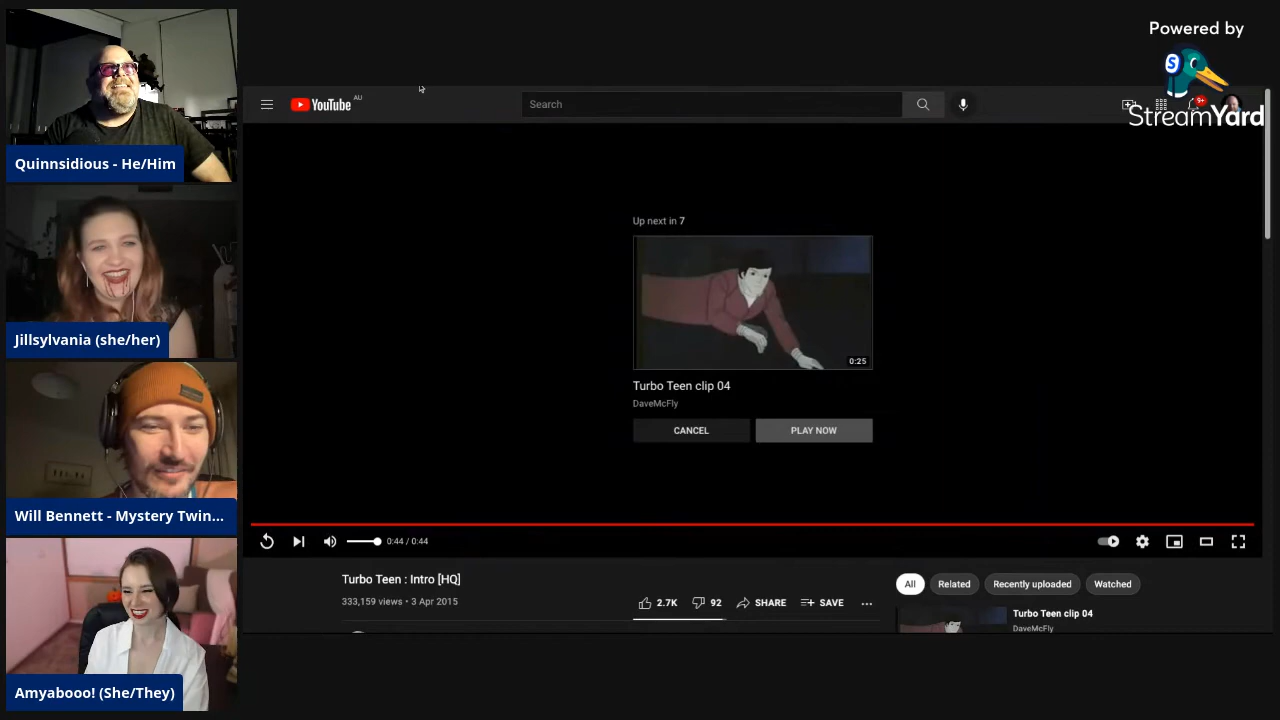 Powered by
StreamYard
S
YouTube
AU
Search
9+
Quinnsidious - He/Him
Jillsylvania (she/her)
Will Bennett - Mystery Twin...
Amyabooo! (She/They)
Up next in 7
0:25
Turbo Teen clip 04
DaveMcFly
CANCEL
PLAY NOW
0:44 / 0:44
Turbo Teen : Intro [HQ]
333,159 views • 3 Apr 2015
2.7K
92
SHARE
SAVE
All
Related
Recently uploaded
Watched
Turbo Teen clip 04
DaveMcFly